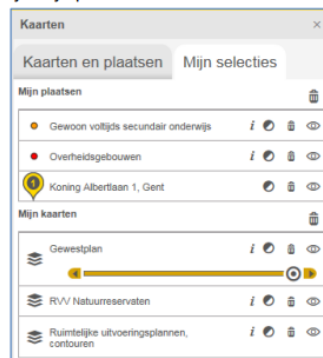 Kaarten ×
Kaarten en plaatsen Mijn selecties
Mijn plaatsen
Gewoon voltijds secundair onderwijs i
Overheidsgebouwen i
1 Koning Albertlaan 1, Gent
Mijn kaarten
Gewestplan i
RVV Natuurreservaten i
Ruimtelijke uitvoeringsplannen, i
contouren